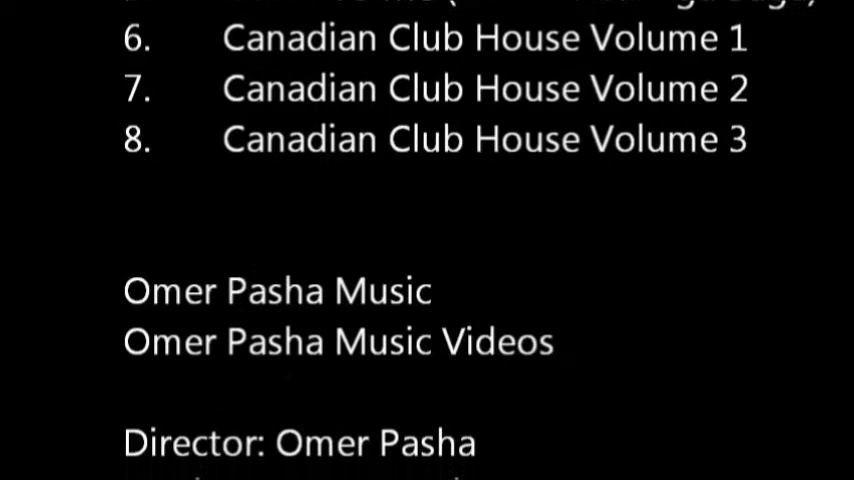 6. Canadian Club House Volume 1
7. Canadian Club House Volume 2
8. Canadian Club House Volume 3
Omer Pasha Music
Omer Pasha Music Videos
Director: Omer Pasha